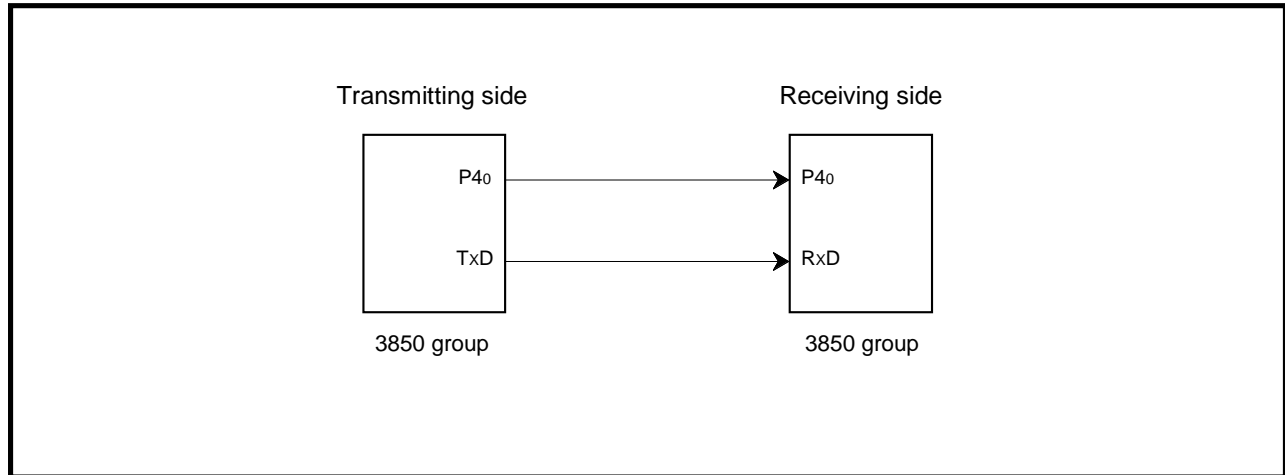 Transmitting side
Receiving side
P40
P40
TxD
RxD
3850 group
3850 group